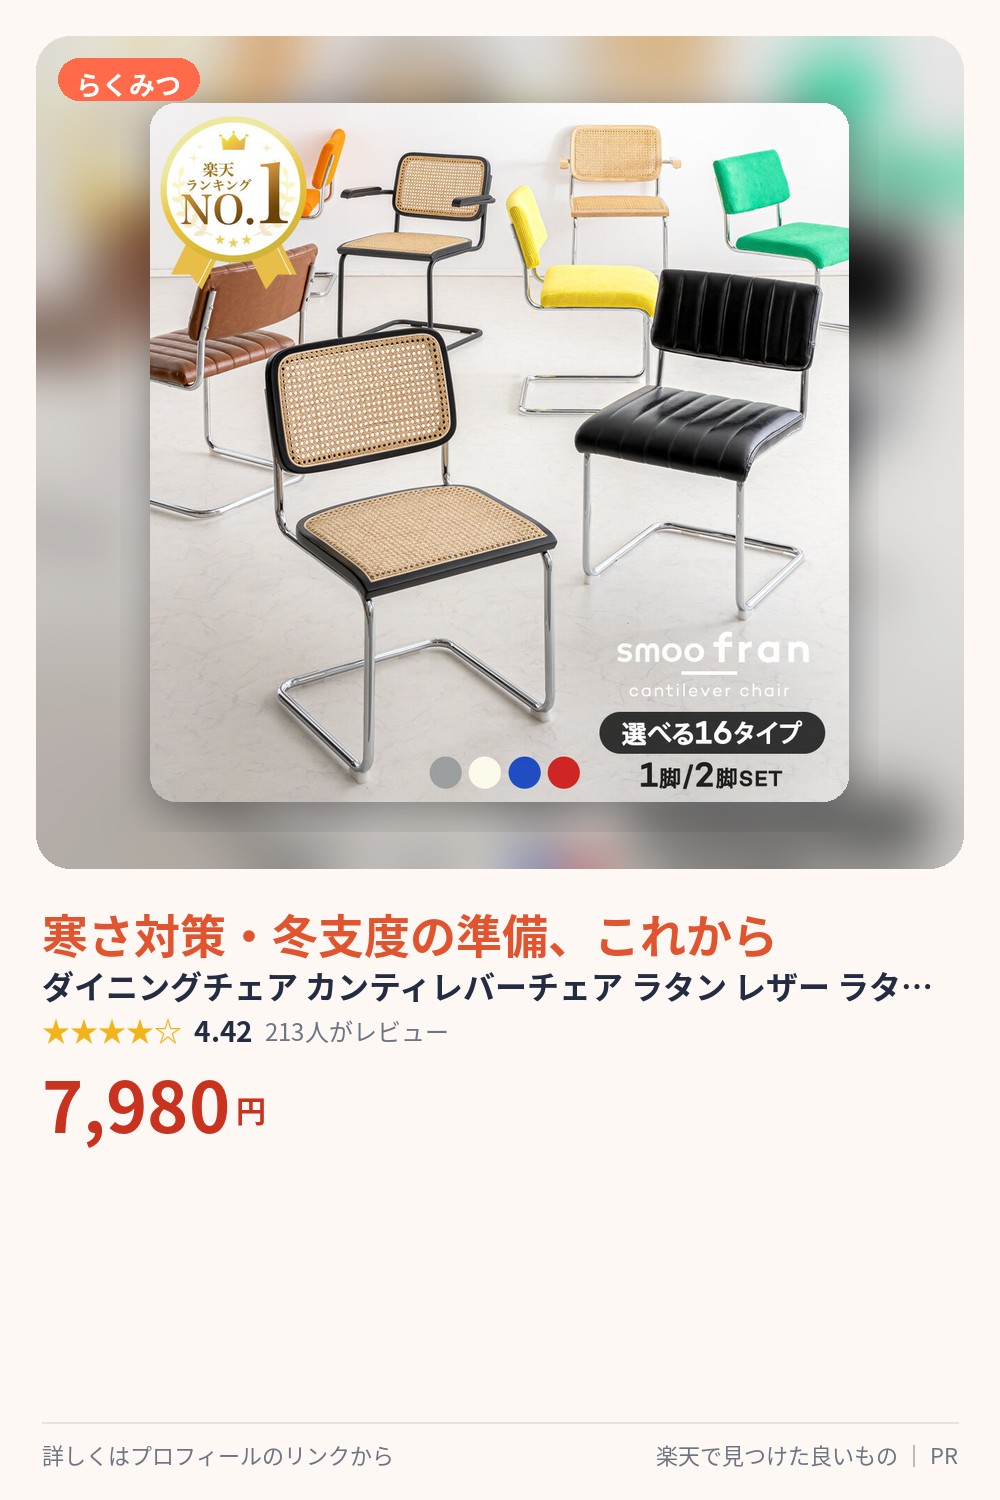 らくみつ
楽天
ランキング
NO.1
smoo fran
cantilever chair
選べる16タイプ
1脚/2脚SET
寒さ対策・冬支度の準備、これから
ダイニングチェア カンティレバーチェア ラタン レザー ラタ…
★★★★☆ 4.42 213人がレビュー
7,980円
詳しくはプロフィールのリンクから
楽天で見つけた良いもの ｜ PR